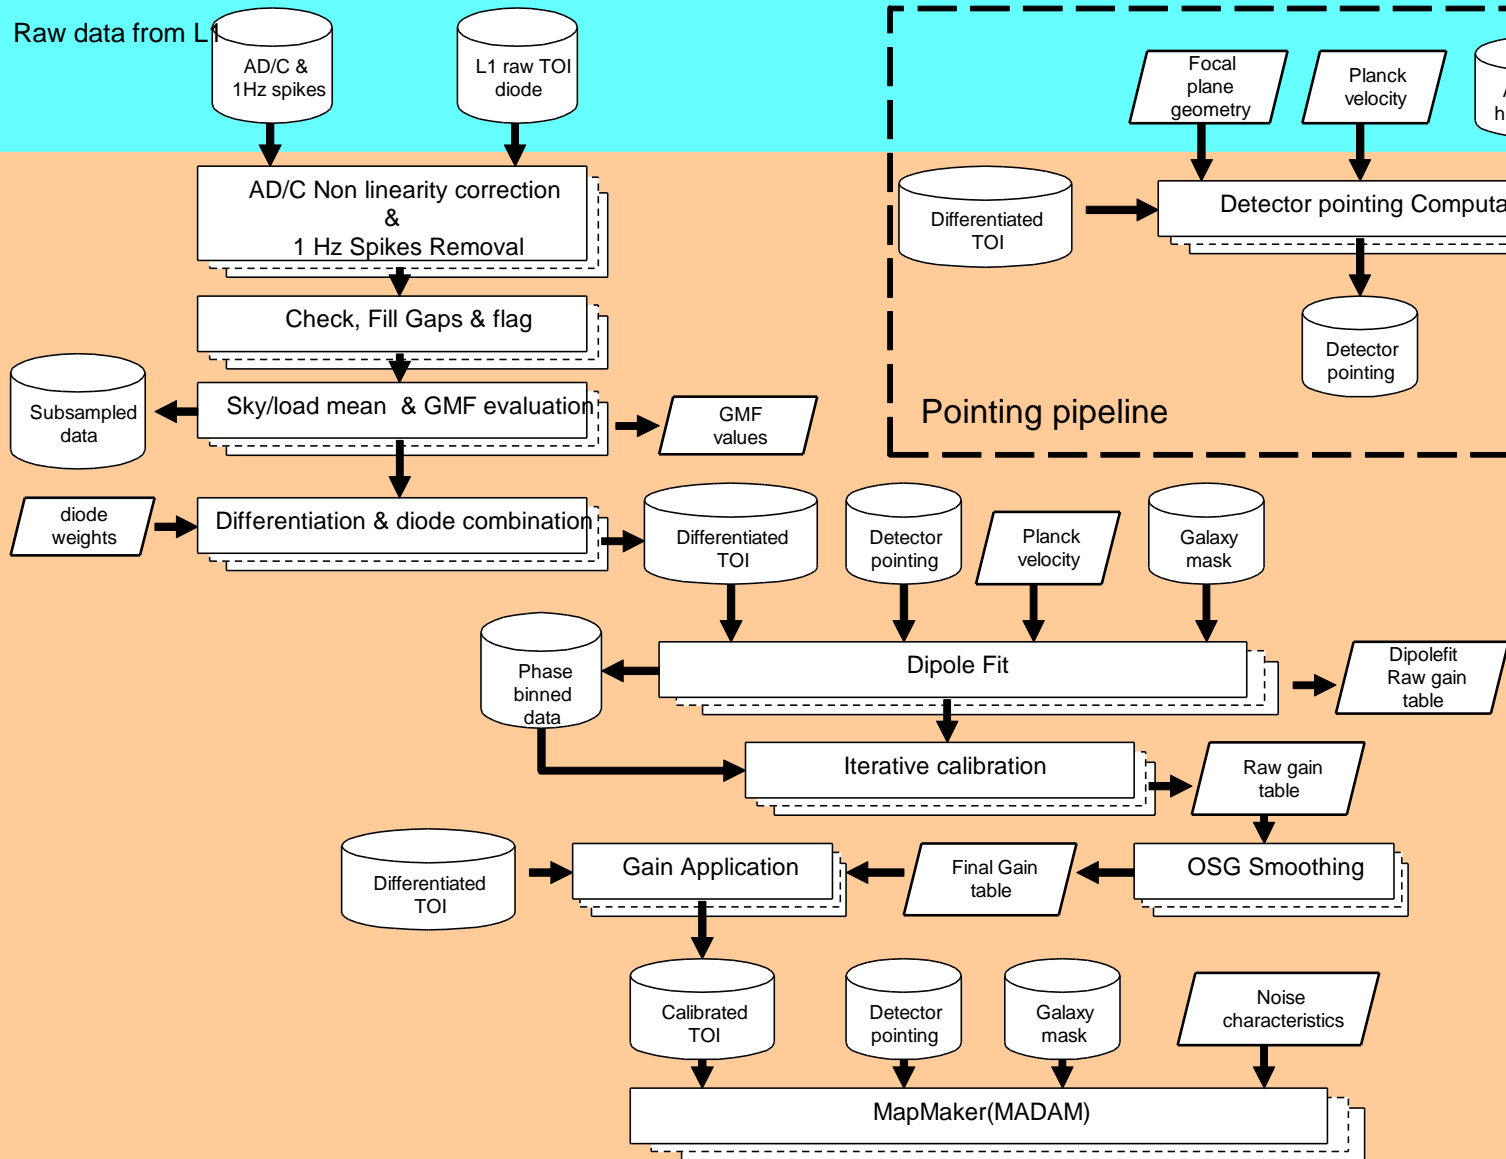 Raw data from L1
AD/C &
1Hz spikes
L1 raw TOI
diode
Focal
plane
geometry
Planck
velocity
AD/C Non linearity correction
&
1 Hz Spikes Removal
Differentiated
TOI
Detector pointing Computa
Check, Fill Gaps & flag
Detector
pointing
Subsampled
data
Sky/load mean & GMF evaluation
GMF
values
Pointing pipeline
diode
weights
Differentiation & diode combination
Differentiated
TOI
Detector
pointing
Planck
velocity
Galaxy
mask
Phase
binned
data
Dipole Fit
Dipolefit
Raw gain
table
Iterative calibration
Raw gain
table
Differentiated
TOI
Gain Application
Final Gain
table
OSG Smoothing
Calibrated
TOI
Detector
pointing
Galaxy
mask
Noise
characteristics
MapMaker(MADAM)